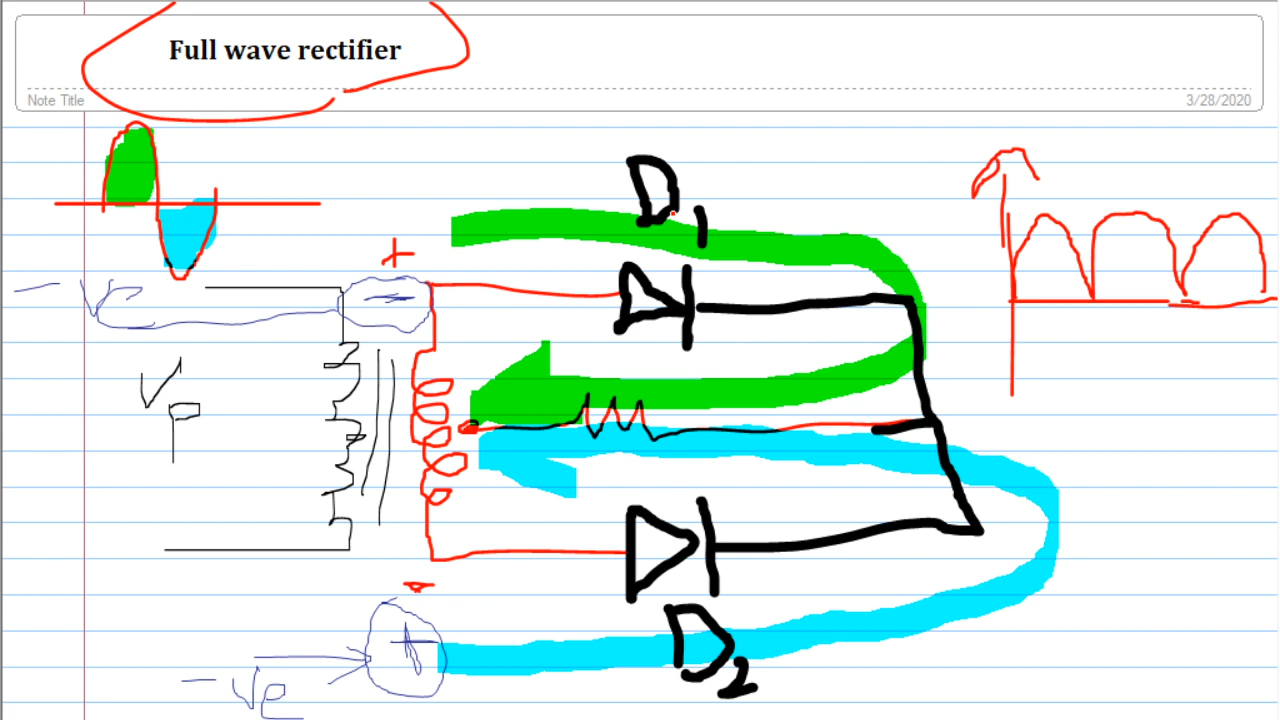 Full wave rectifier
Note Title
3/28/2020
D1
+
- Ve
-
VP
-
+
D2
- Ve